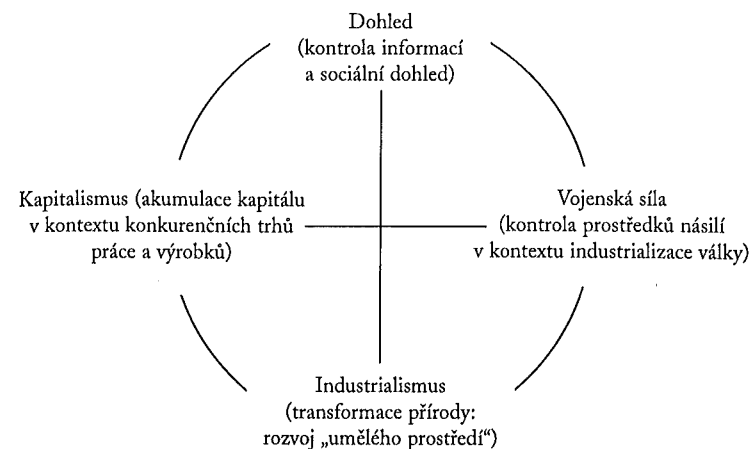 Dohled
(kontrola informací
a sociální dohled)
Kapitalismus (akumulace kapitálu
v kontextu konkurenčních trhů
práce a výrobků)
Vojenská síla
(kontrola prostředků násilí
v kontextu industrializace války)
Industrialismus
(transformace přírody:
rozvoj „umělého prostředí“)